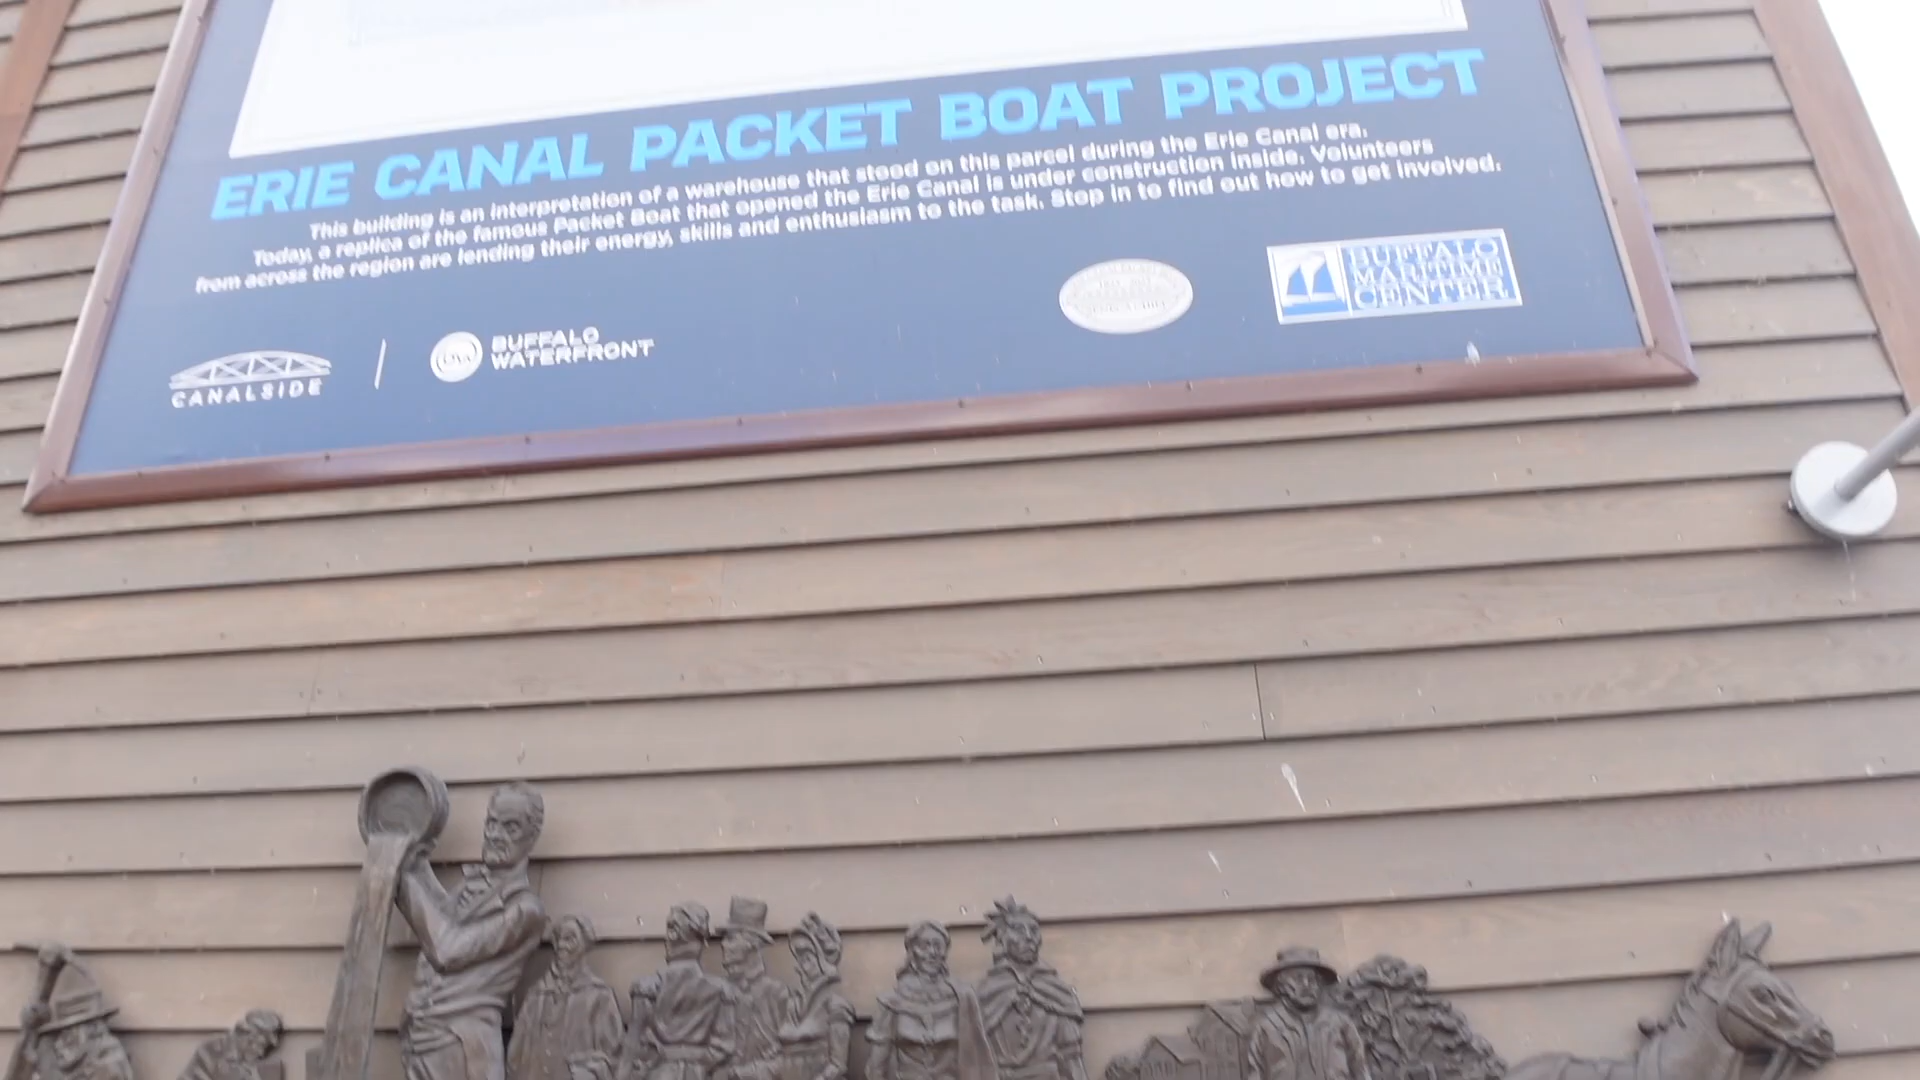 ERIE CANAL PACKET BOAT PROJECT
This building is an interpretation of a warehouse that stood on this parcel during the Erie Canal era.
Today, a replica of the famous Packet Boat that opened the Erie Canal is under construction inside. Volunteers
from across the region are lending their energy, skills and enthusiasm to the task. Stop in to find out how to get involved.
CANALSIDE
BUFFALO
WATERFRONT
BUFFALO
MARITIME
CENTER